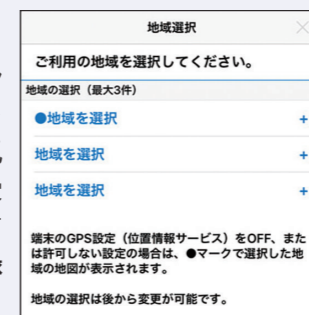 地域選択
ご利用の地域を選択してください。
地域の選択（最大3件）
●地域を選択 +
地域を選択 +
地域を選択 +
端末のGPS設定（位置情報サービス）をOFF、また
は許可しない設定の場合は、●マークで選択した地
域の地図が表示されます。
地域の選択は後から変更が可能です。